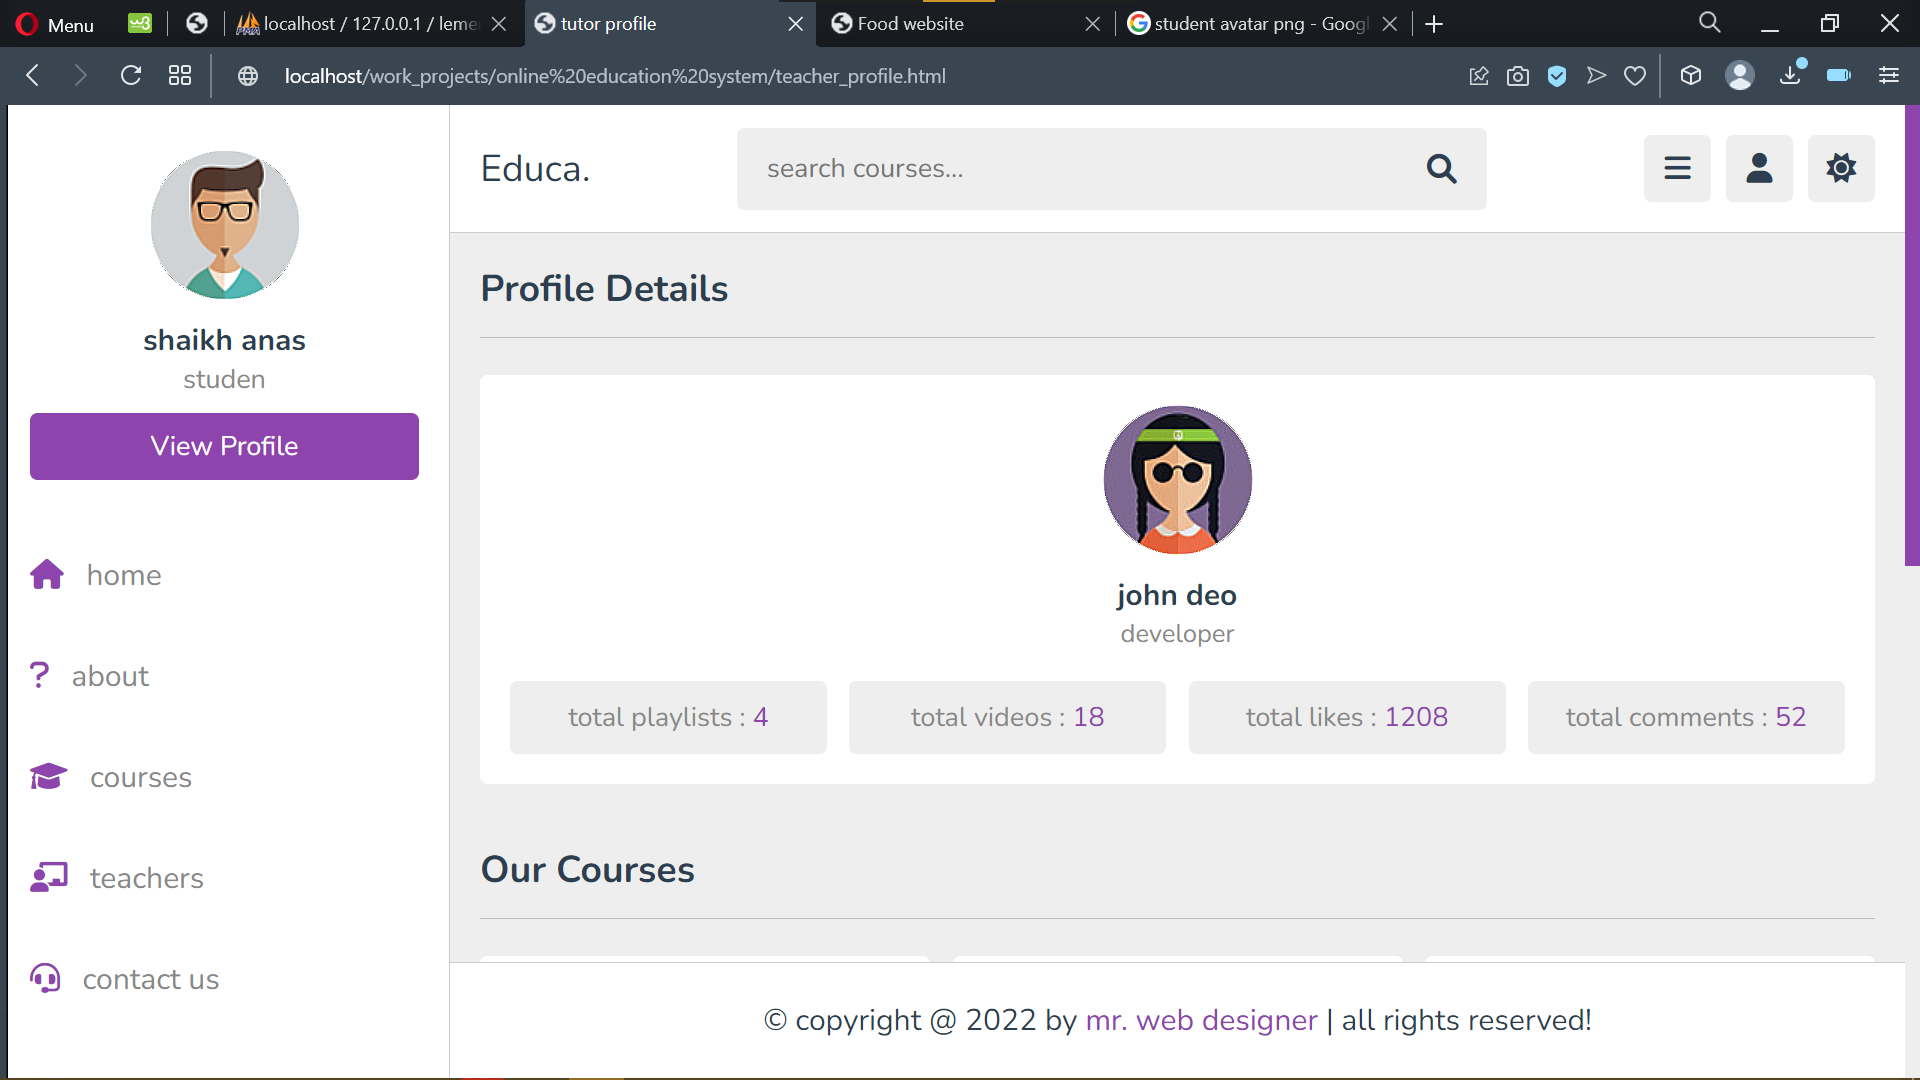 Menu
localhost / 127.0.0.1 / leme
tutor profile
Food website
student avatar png - Googl
localhost/work_projects/online%20education%20system/teacher_profile.html
shaikh anas
studen
View Profile
home
about
courses
teachers
contact us
Educa.
search courses...
Profile Details
john deo
developer
total playlists : 4
total videos : 18
total likes : 1208
total comments : 52
Our Courses
© copyright @ 2022 by mr. web designer | all rights reserved!